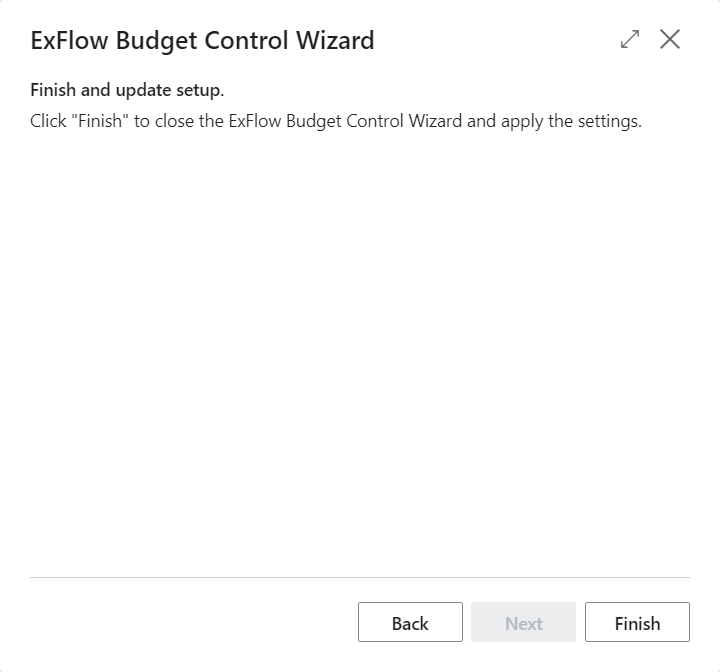 ExFlow Budget Control Wizard
Finish and update setup.
Click "Finish" to close the ExFlow Budget Control Wizard and apply the settings.
Back
Next
Finish